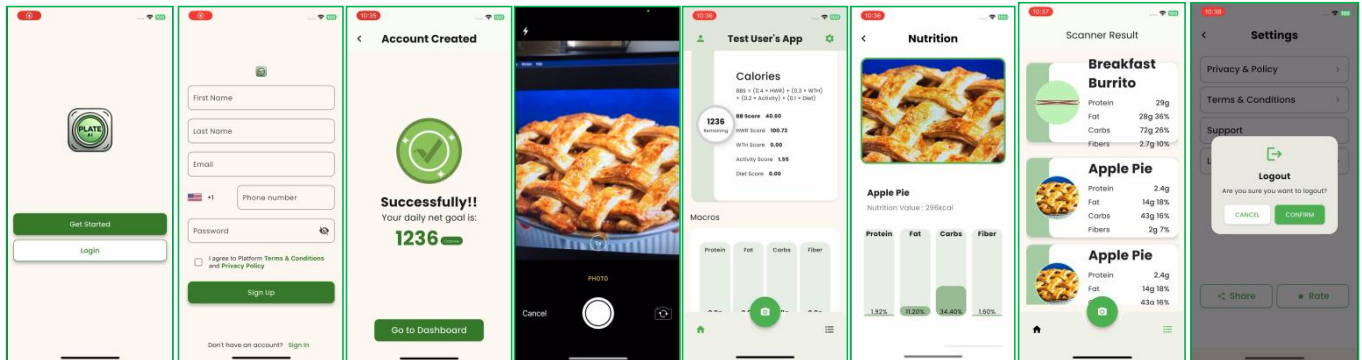 PLATE
AI
Get Started
Login
First Name
Last Name
Email
+1
Phone number
Password
I agree to Platform Terms & Conditions
and Privacy Policy
Sign Up
Don't have an account? Sign In
10:35
Account Created
Successfully!!
Your daily net goal is:
1236
Go to Dashboard
PHOTO
Cancel
10:36
Test User's App
Calories
BBS = (0.4 × HWR) + (0.3 × WTH)
+ (0.2 × Activity) + (0.1 × Diet)
1236
Remaining
BB Score 40.60
HWR Score 100.73
WTH Score 0.00
Activity Score 1.55
Diet Score 0.00
Macros
Protein Fat Carbs Fiber
10:36
Nutrition
Apple Pie
Nutrition Value : 296kcal
Protein Fat Carbs Fiber
1.92% 11.20% 34.40% 1.60%
10:37
Scanner Result
Breakfast
Burrito
Protein 29g
Fat 28g 36%
Carbs 72g 26%
Fibers 2.7g 10%
Apple Pie
Protein 2.4g
Fat 14g 18%
Carbs 43g 16%
Fibers 2g 7%
Apple Pie
Protein 2.4g
Fat 14g 18%
43g 16%
10:38
Settings
Privacy & Policy
Terms & Conditions
Support
Logout
Are you sure you want to logout?
CANCEL
CONFIRM
Share
Rate